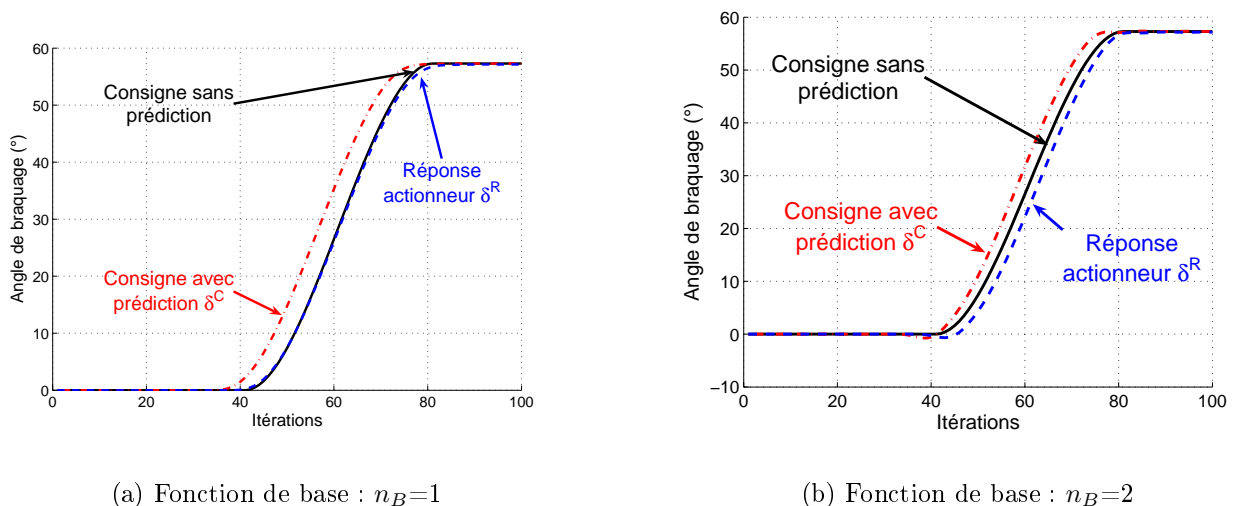 60
50
40
30
20
10
0
0
20
40
60
80
100
Angle de braquage (°)
Itérations
Consigne sans
prédiction
Réponse
actionneur δ^R
Consigne avec
prédiction δ^C
(a) Fonction de base : n_B=1
60
50
40
30
20
10
0
−10
0
20
40
60
80
100
Angle de braquage (°)
Itérations
Consigne sans
prédiction
Consigne avec
prédiction δ^C
Réponse
actionneur δ^R
(b) Fonction de base : n_B=2